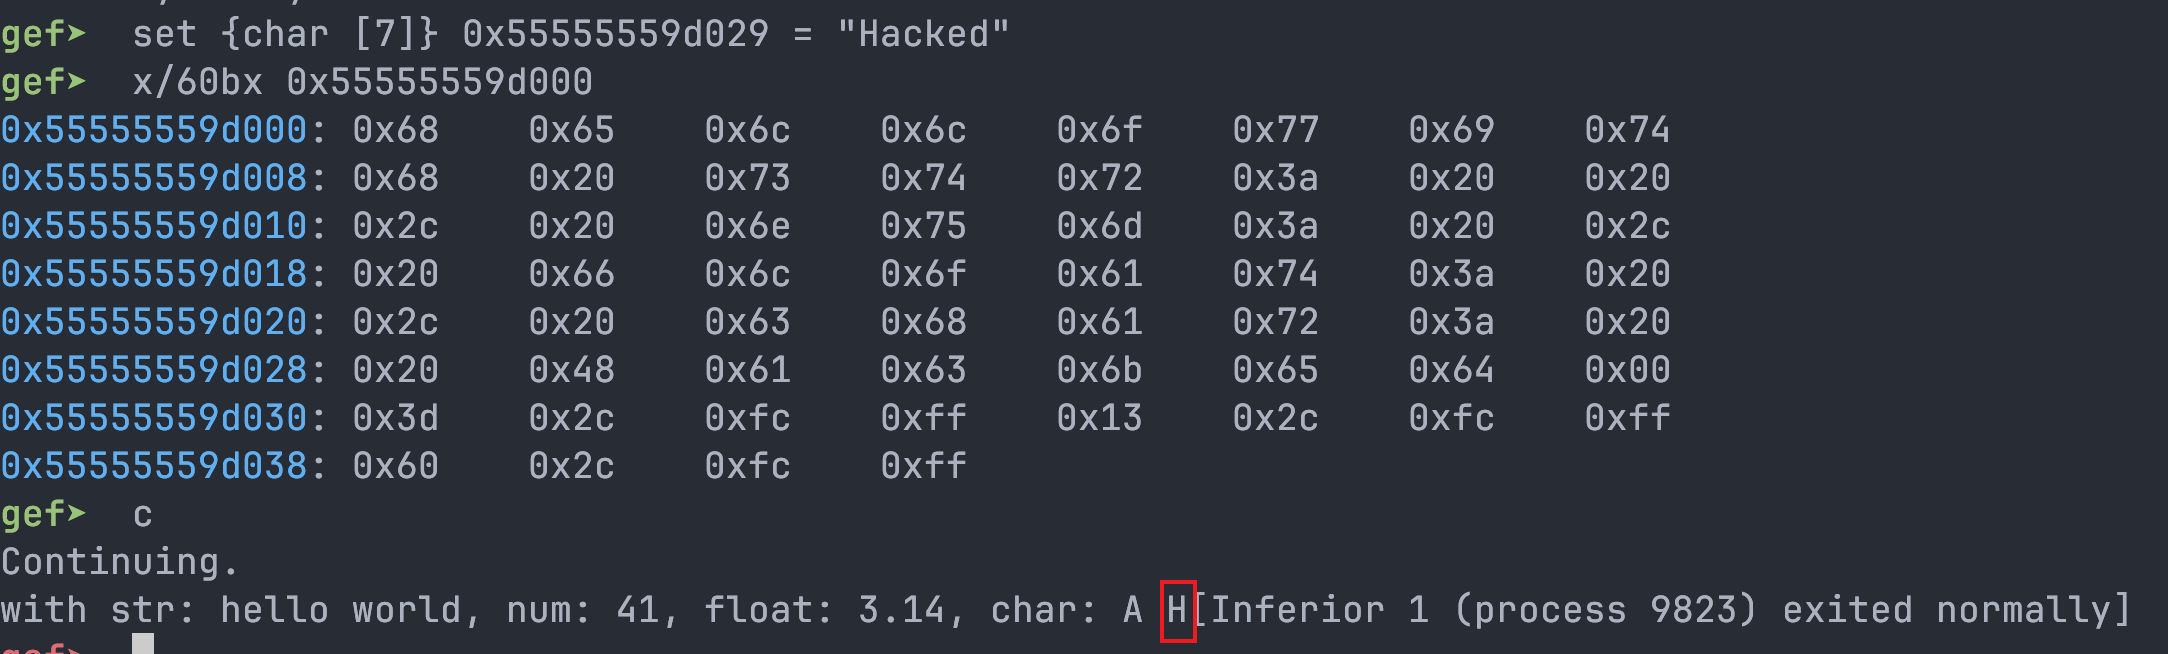 gef➤  set {char [7]} 0x55555559d029 = "Hacked"
gef➤  x/60bx 0x55555559d000
0x55555559d000: 0x68    0x65    0x6c    0x6c    0x6f    0x77    0x69    0x74
0x55555559d008: 0x68    0x20    0x73    0x74    0x72    0x3a    0x20    0x20
0x55555559d010: 0x2c    0x20    0x6e    0x75    0x6d    0x3a    0x20    0x2c
0x55555559d018: 0x20    0x66    0x6c    0x6f    0x61    0x74    0x3a    0x20
0x55555559d020: 0x2c    0x20    0x63    0x68    0x61    0x72    0x3a    0x20
0x55555559d028: 0x20    0x48    0x61    0x63    0x6b    0x65    0x64    0x00
0x55555559d030: 0x3d    0x2c    0xfc    0xff    0x13    0x2c    0xfc    0xff
0x55555559d038: 0x60    0x2c    0xfc    0xff
gef➤  c
Continuing.
with str: hello world, num: 41, float: 3.14, char: A H[Inferior 1 (process 9823) exited normally]
gef➤